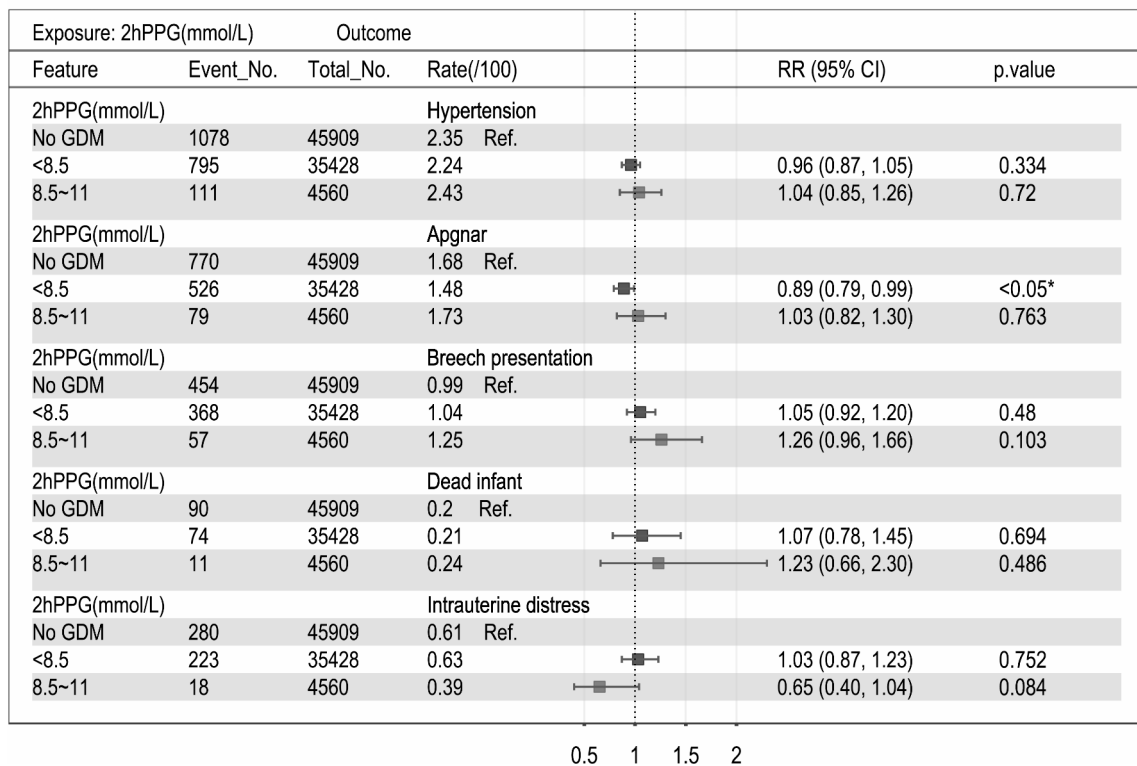 Exposure: 2hPPG(mmol/L) Outcome
Feature Event_No. Total_No. Rate(/100) RR (95% CI) p.value
2hPPG(mmol/L) Hypertension
No GDM 1078 45909 2.35 Ref.
<8.5 795 35428 2.24 0.96 (0.87, 1.05) 0.334
8.5~11 111 4560 2.43 1.04 (0.85, 1.26) 0.72
2hPPG(mmol/L) Apgnar
No GDM 770 45909 1.68 Ref.
<8.5 526 35428 1.48 0.89 (0.79, 0.99) <0.05*
8.5~11 79 4560 1.73 1.03 (0.82, 1.30) 0.763
2hPPG(mmol/L) Breech presentation
No GDM 454 45909 0.99 Ref.
<8.5 368 35428 1.04 1.05 (0.92, 1.20) 0.48
8.5~11 57 4560 1.25 1.26 (0.96, 1.66) 0.103
2hPPG(mmol/L) Dead infant
No GDM 90 45909 0.2 Ref.
<8.5 74 35428 0.21 1.07 (0.78, 1.45) 0.694
8.5~11 11 4560 0.24 1.23 (0.66, 2.30) 0.486
2hPPG(mmol/L) Intrauterine distress
No GDM 280 45909 0.61 Ref.
<8.5 223 35428 0.63 1.03 (0.87, 1.23) 0.752
8.5~11 18 4560 0.39 0.65 (0.40, 1.04) 0.084
0.5 1 1.5 2